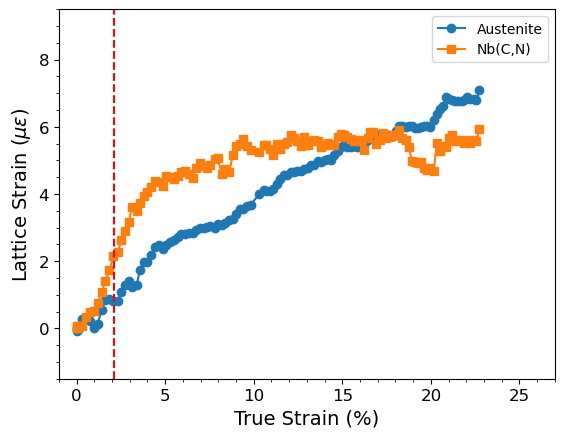 Austenite
Nb(C,N)
8
6
4
2
0
Lattice Strain (με)
0 5 10 15 20 25
True Strain (%)